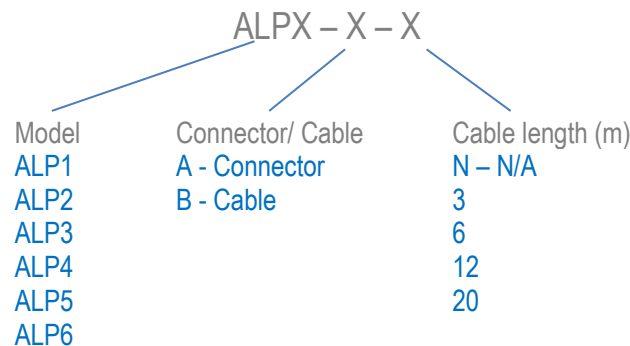 ALPX – X – X
Model Connector/ Cable Cable length (m)
ALP1 A - Connector N – N/A
ALP2 B - Cable 3
ALP3 6
ALP4 12
ALP5 20
ALP6